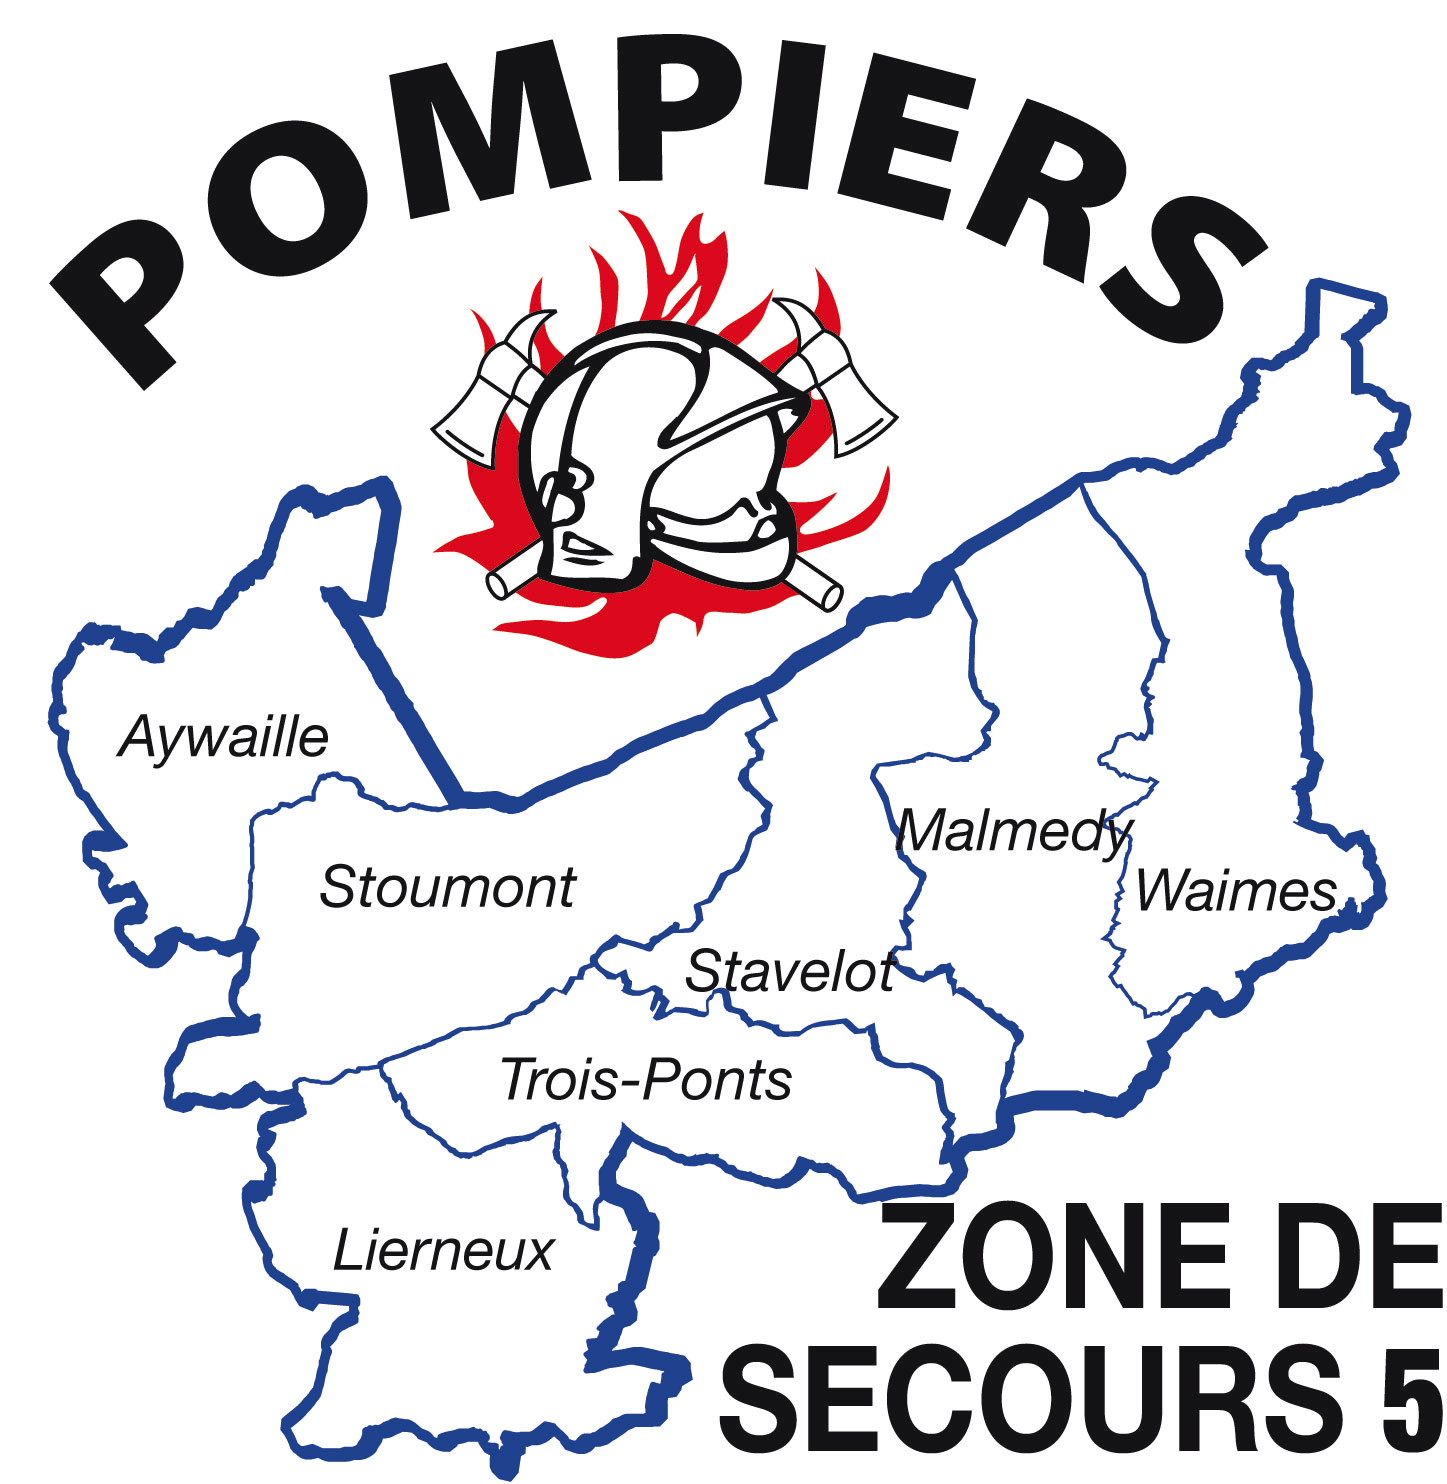 POMPIERS
Aywaille
Malmedy
Stoumont
Waimes
Stavelot
Trois-Ponts
Lierneux
ZONE DE
SECOURS 5